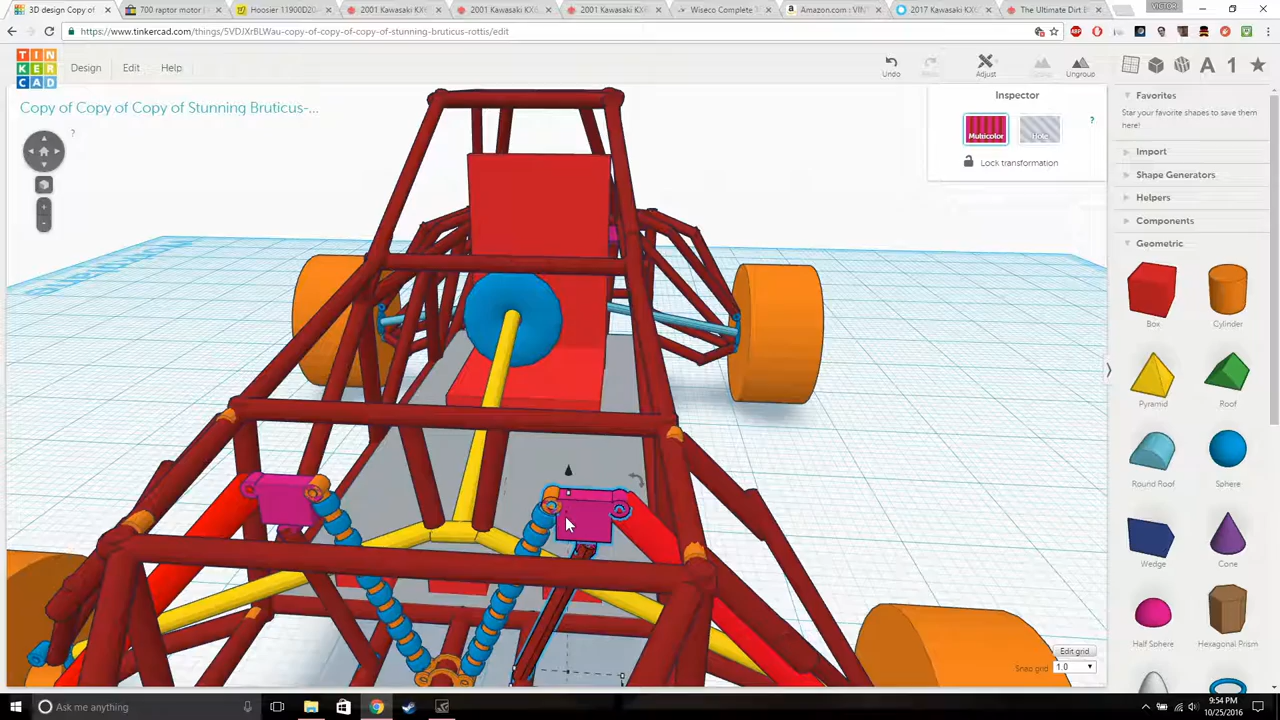 3D design Copy of
700 raptor motor
Hoosier 11900D20
2001 Kawasaki KX
2001 Kawasaki KX6
2001 Kawasaki KX
Wiseco Complete
Amazon.com : VIN
2017 Kawasaki KX
The Ultimate Dirt B
VICTOR
https://www.tinkercad.com/things/5VDJXrBLWau-copy-of-copy-of-copy-of-stunning-bruticus-rottis/edit
TIN
KER
CAD
Design
Edit
Help
Undo
Adjust
Ungroup
Copy of Copy of Copy of Stunning Bruticus-...
?
Inspector
Multicolor
Hole
?
Lock transformation
Favorites
Star your favorite shapes to save them
here!
Import
Shape Generators
Helpers
Components
Geometric
Box
Cylinder
Pyramid
Roof
Round Roof
Sphere
Wedge
Cone
Half Sphere
Hexagonal Prism
Edit grid
Snap grid
1.0
Ask me anything
9:54 PM
10/25/2016